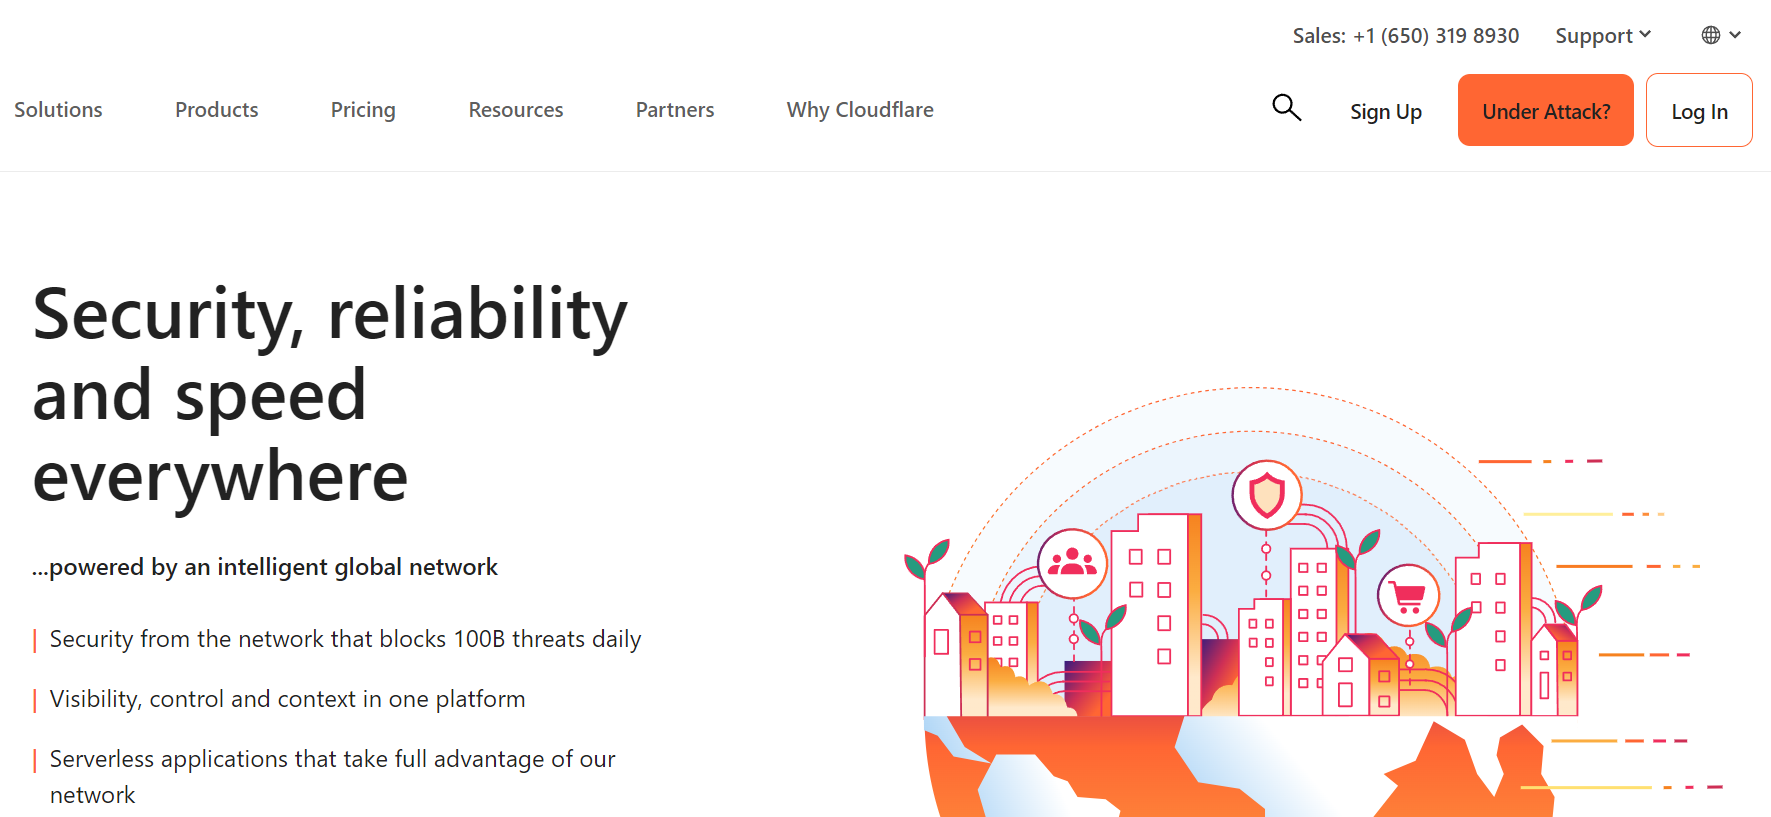 Sales: +1 (650) 319 8930 Support
Solutions Products Pricing Resources Partners Why Cloudflare Sign Up Under Attack? Log In
Security, reliability
and speed
everywhere
...powered by an intelligent global network
Security from the network that blocks 100B threats daily
Visibility, control and context in one platform
Serverless applications that take full advantage of our
network